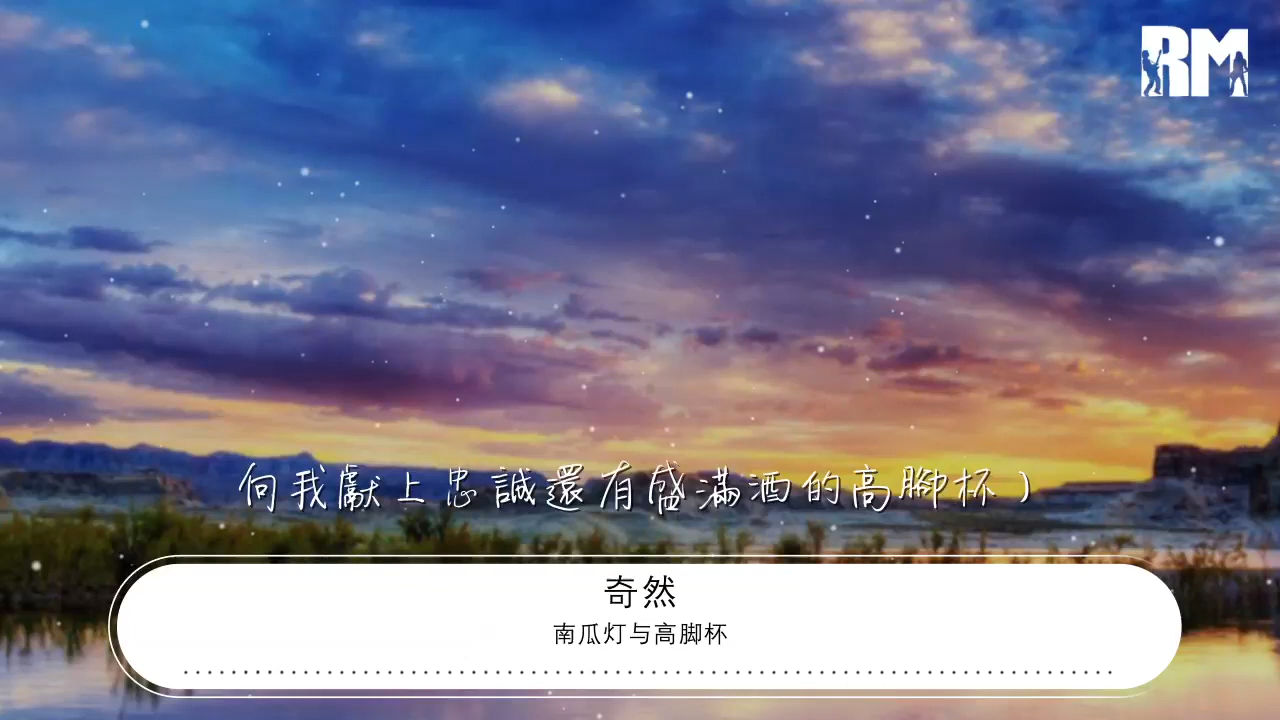 RM
向我獻上忠誠還有盛滿酒的高腳杯）
奇然
南瓜灯与高脚杯